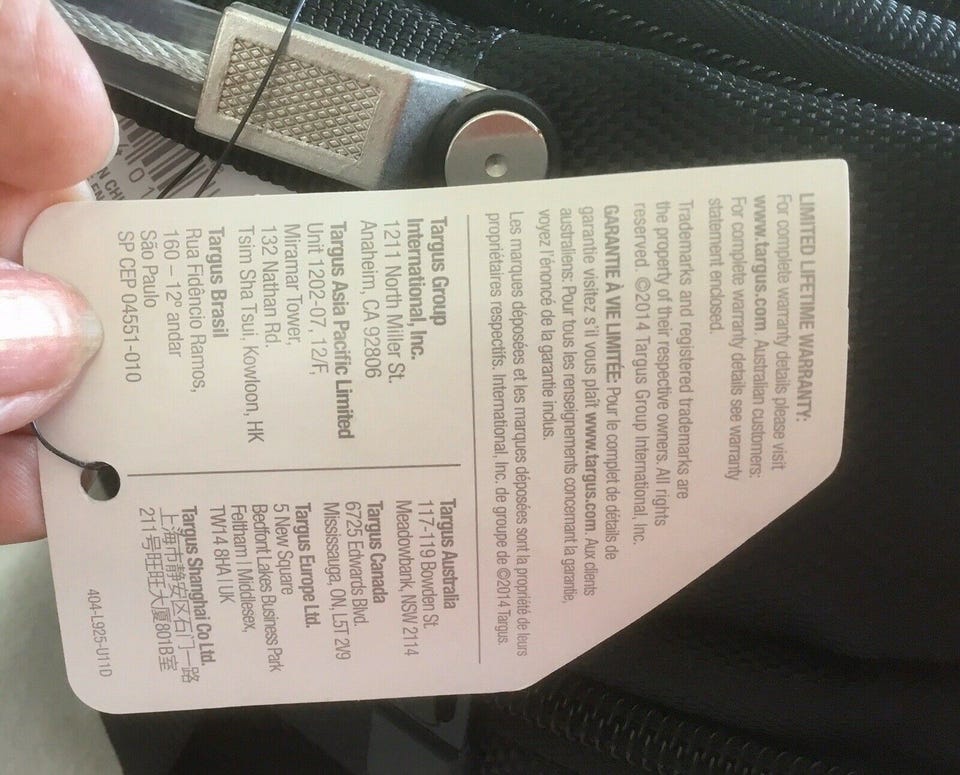 LIMITED LIFETIME WARRANTY:
For complete warranty details please visit
www.targus.com. Australian customers:
For complete warranty details see warranty
statement enclosed.
Trademarks and registered trademarks are
the property of their respective owners. All rights
reserved. ©2014 Targus Group International, Inc.
GARANTIE À VIE LIMITÉE: Pour le complet de détails de
garantie visitez s'il vous plaît www.targus.com. Aux clients
australiens: Pour tous les renseignements concernant la garantie,
voyez l'énoncé de la garantie inclus.
Les marques déposées et les marques déposées sont la propriété de leurs
propriétaires respectifs. International, Inc. de groupe de ©2014 Targus.
Targus Group
International, Inc.
1211 North Miller St.
Anaheim, CA 92806
Targus Asia Pacific Limited
Unit 1202-07, 12/F,
Miramar Tower,
132 Nathan Rd.
Tsim Sha Tsui, Kowloon, HK
Targus Brasil
Rua Fidêncio Ramos,
160 – 12º andar
São Paulo
SP CEP 04551-010
Targus Australia
117-119 Bowden St.
Meadowbank, NSW 2114
Targus Canada
6725 Edwards Blvd.
Mississauga, ON, L5T 2V9
Targus Europe Ltd.
5 New Square
Bedfont Lakes Business Park
Feltham | Middlesex,
TW14 8HA | UK
Targus Shanghai Co Ltd.
上海市静安区石门一路
211号旺旺大厦801B室
404-L925-U11D